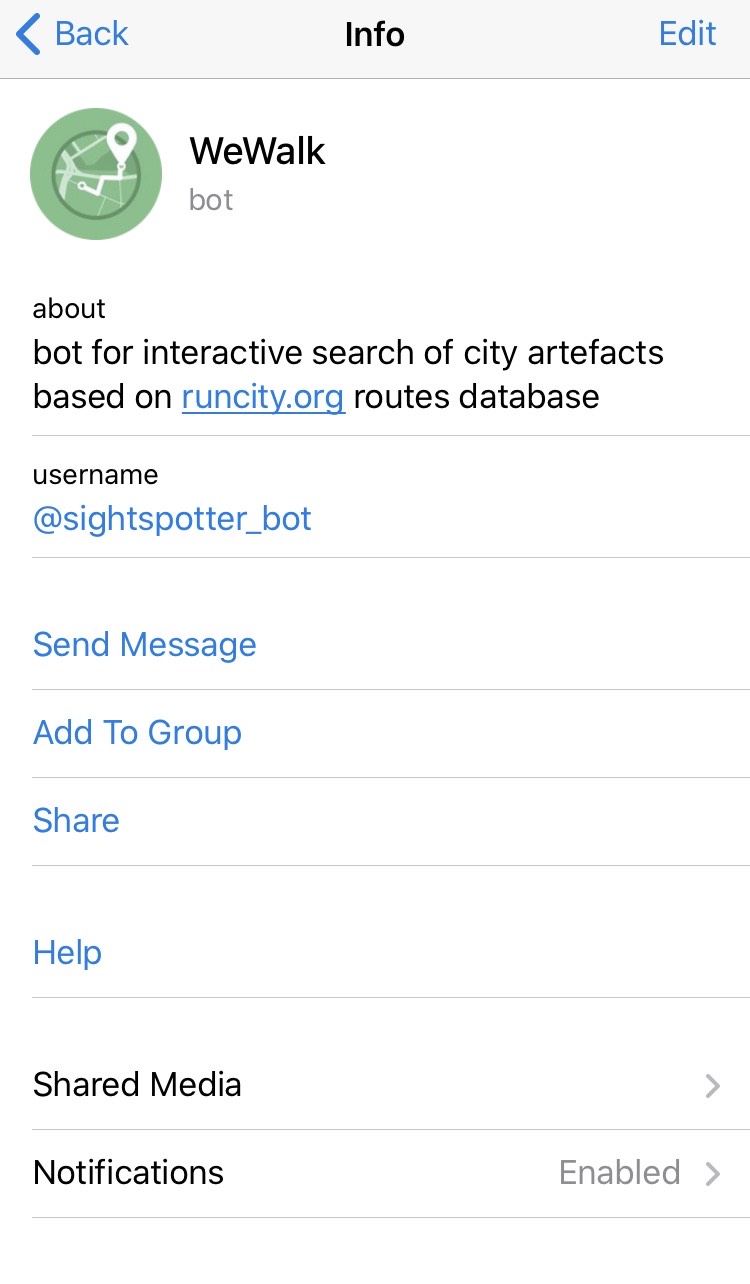 Back Info Edit
WeWalk
bot
about
bot for interactive search of city artefacts
based on runcity.org routes database
username
@sightspotter_bot
Send Message
Add To Group
Share
Help
Shared Media
Notifications Enabled